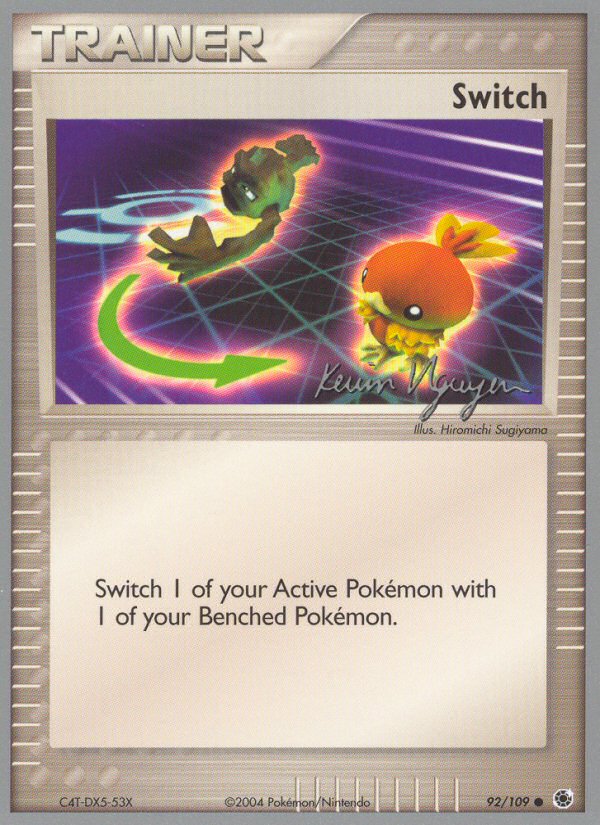 TRAINER
Switch
Kevin Nguyen
Illus. Hiromichi Sugiyama
Switch 1 of your Active Pokémon with
1 of your Benched Pokémon.
C4T-DX5-53X
©2004 Pokémon/Nintendo
92/109